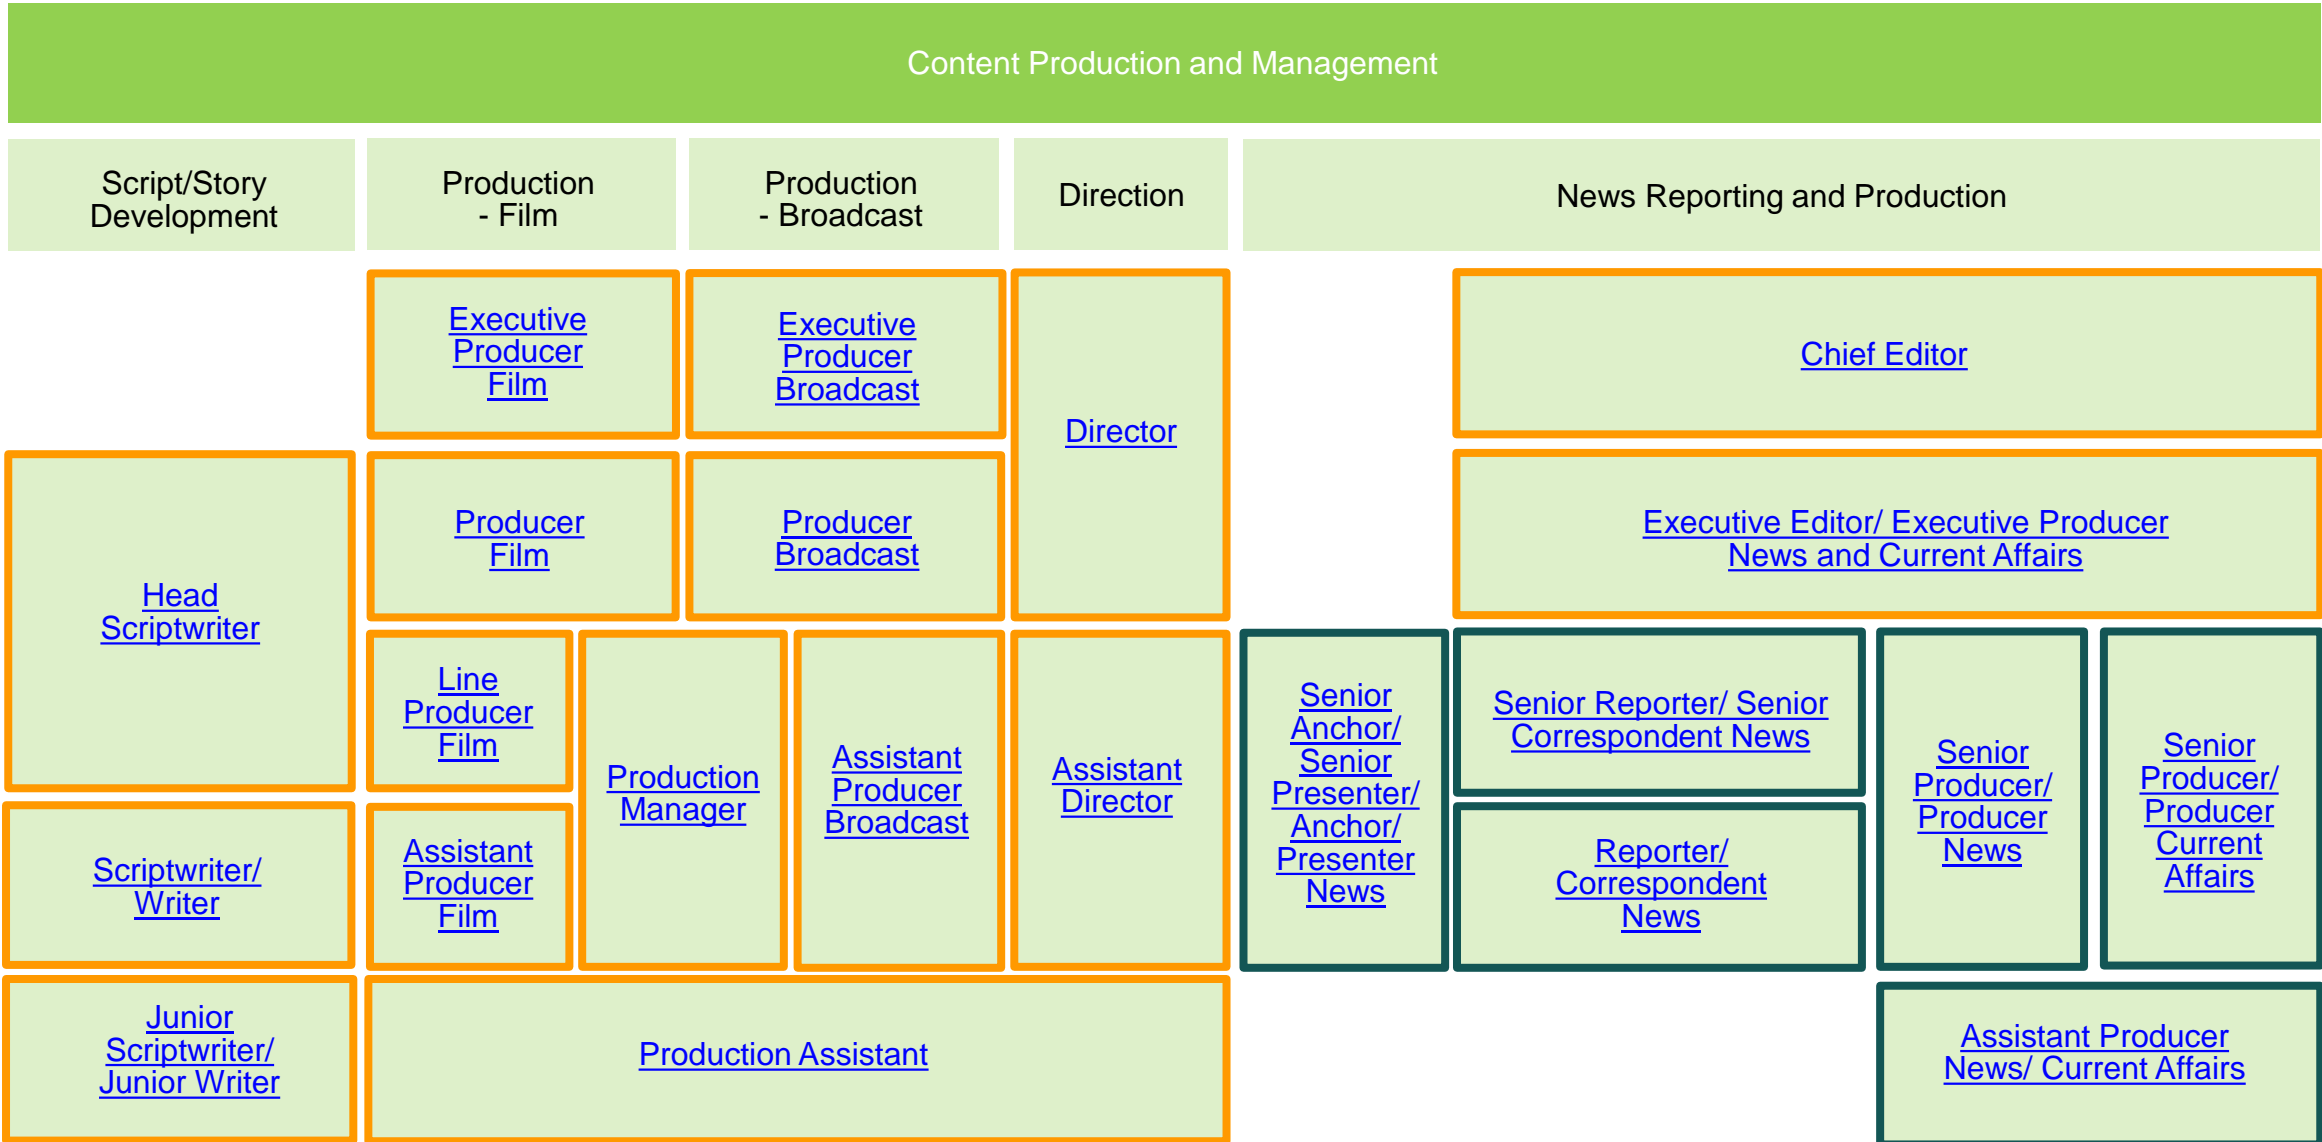 Content Production and Management
Script/Story
Development
Production
- Film
Production
- Broadcast
Direction
News Reporting and Production
Executive
Producer
Film
Executive
Producer
Broadcast
Director
Chief Editor
Head
Scriptwriter
Producer
Film
Producer
Broadcast
Executive Editor/ Executive Producer
News and Current Affairs
Line
Producer
Film
Production
Manager
Assistant
Producer
Broadcast
Assistant
Director
Senior
Anchor/
Senior
Presenter/
Anchor/
Presenter
News
Senior Reporter/ Senior
Correspondent News
Senior
Producer/
Producer
News
Senior
Producer/
Producer
Current
Affairs
Scriptwriter/
Writer
Assistant
Producer
Film
Reporter/
Correspondent
News
Junior
Scriptwriter/
Junior Writer
Production Assistant
Assistant Producer
News/ Current Affairs